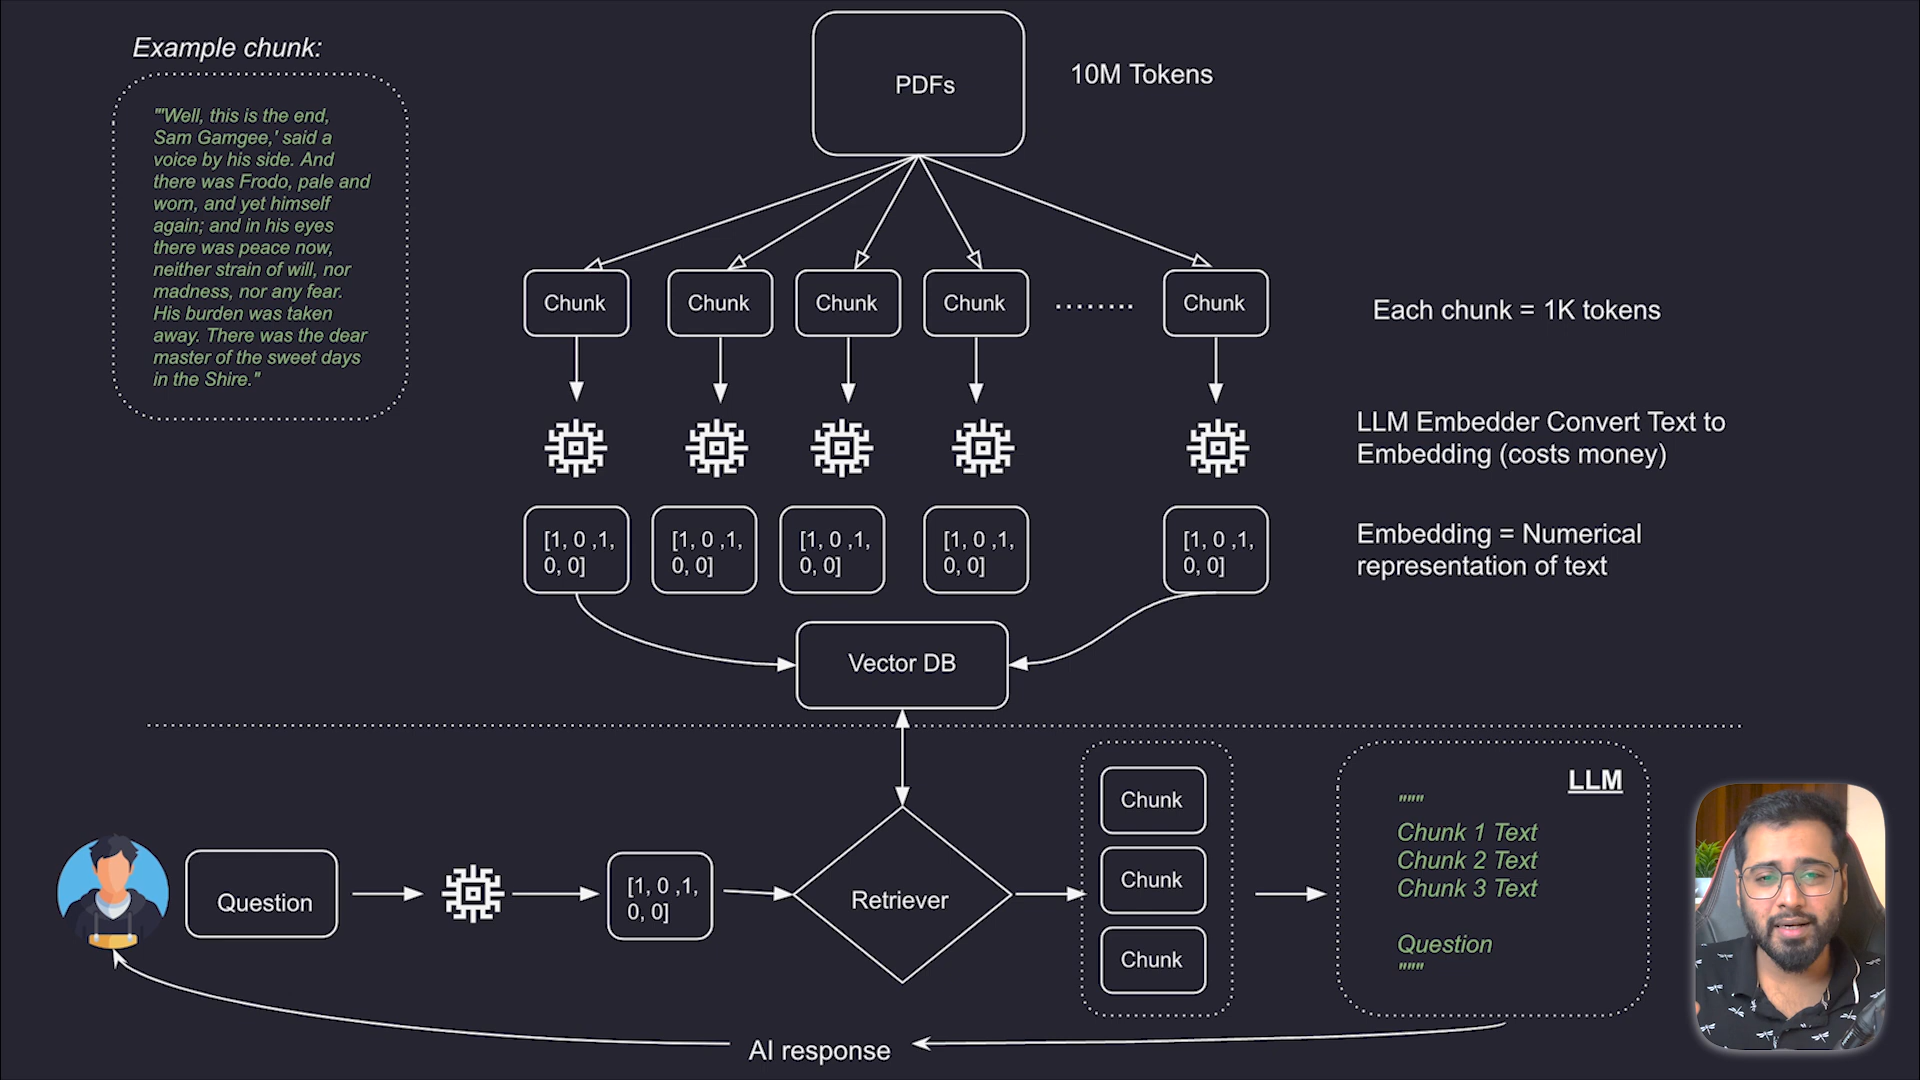 Example chunk:
"'Well, this is the end,
Sam Gamgee,' said a
voice by his side. And
there was Frodo, pale and
worn, and yet himself
again; and in his eyes
there was peace now,
neither strain of will, nor
madness, nor any fear.
His burden was taken
away. There was the dear
master of the sweet days
in the Shire."
PDFs
10M Tokens
Chunk
Chunk
Chunk
Chunk
........
Chunk
Each chunk = 1K tokens
LLM Embedder Convert Text to
Embedding (costs money)
[1, 0 ,1,
0, 0]
[1, 0 ,1,
0, 0]
[1, 0 ,1,
0, 0]
[1, 0 ,1,
0, 0]
[1, 0 ,1,
0, 0]
Embedding = Numerical
representation of text
Vector DB
Question
[1, 0 ,1,
0, 0]
Retriever
Chunk
Chunk
Chunk
LLM
"""
Chunk 1 Text
Chunk 2 Text
Chunk 3 Text
Question
"""
AI response